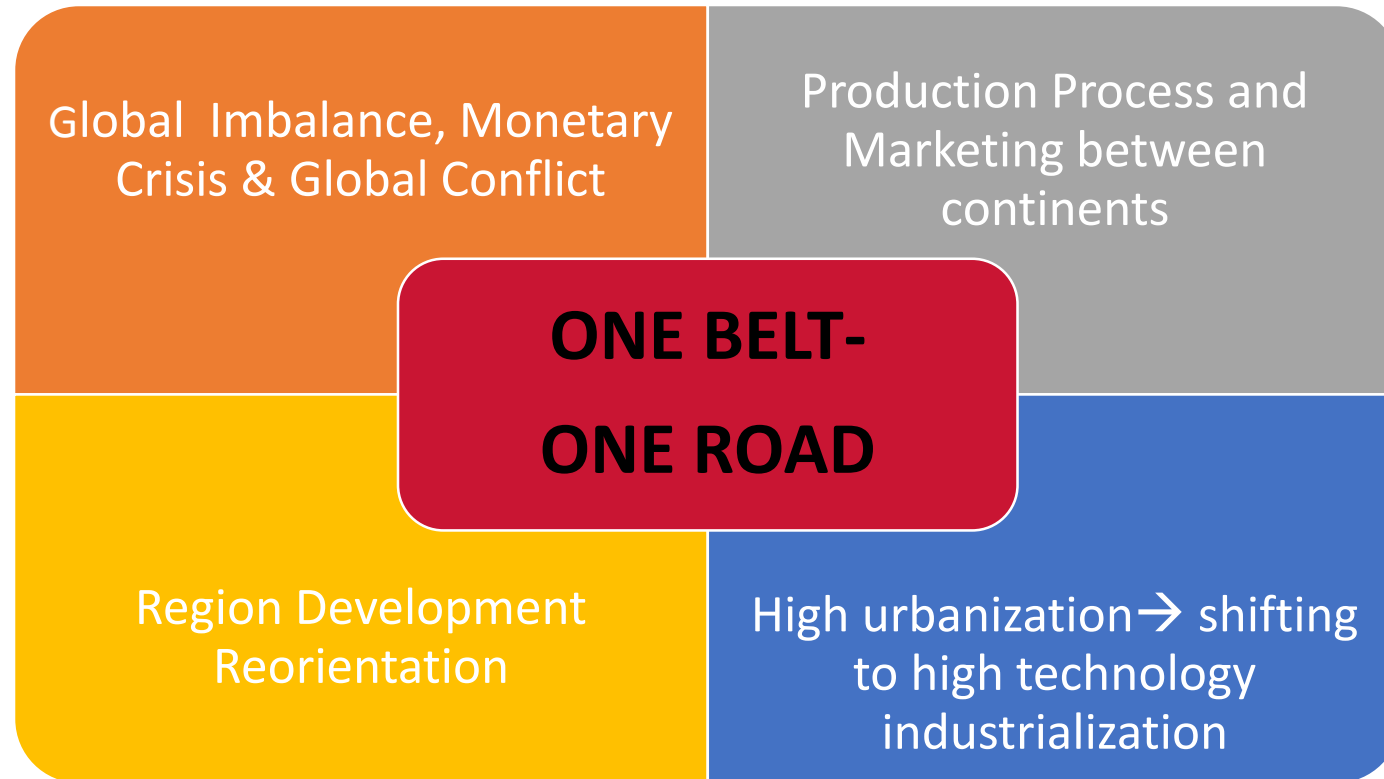 Global  Imbalance, Monetary
Crisis & Global Conflict
Production Process and
Marketing between
continents
ONE BELT-
ONE ROAD
Region Development
Reorientation
High urbanization→ shifting
to high technology
industrialization